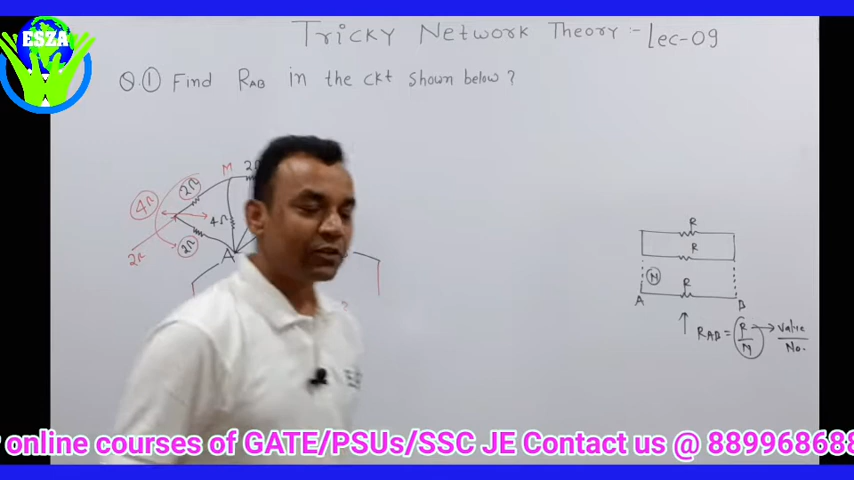 ESZA
Tricky Network Theory :- Lec-09
Q.① Find RAB in the ckt shown below ?
M
2Ω
4Ω
2Ω
4Ω
2Ω
2Ω
A
R
R
N
R
A
B
RAB = R/N → Value/No.
online courses of GATE/PSUs/SSC JE Contact us @ 889968688